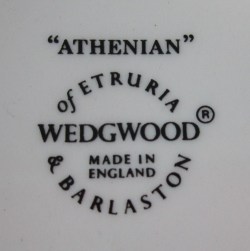 "ATHENIAN"
of ETRURIA
WEDGWOOD®
MADE IN
ENGLAND
& BARLASTON